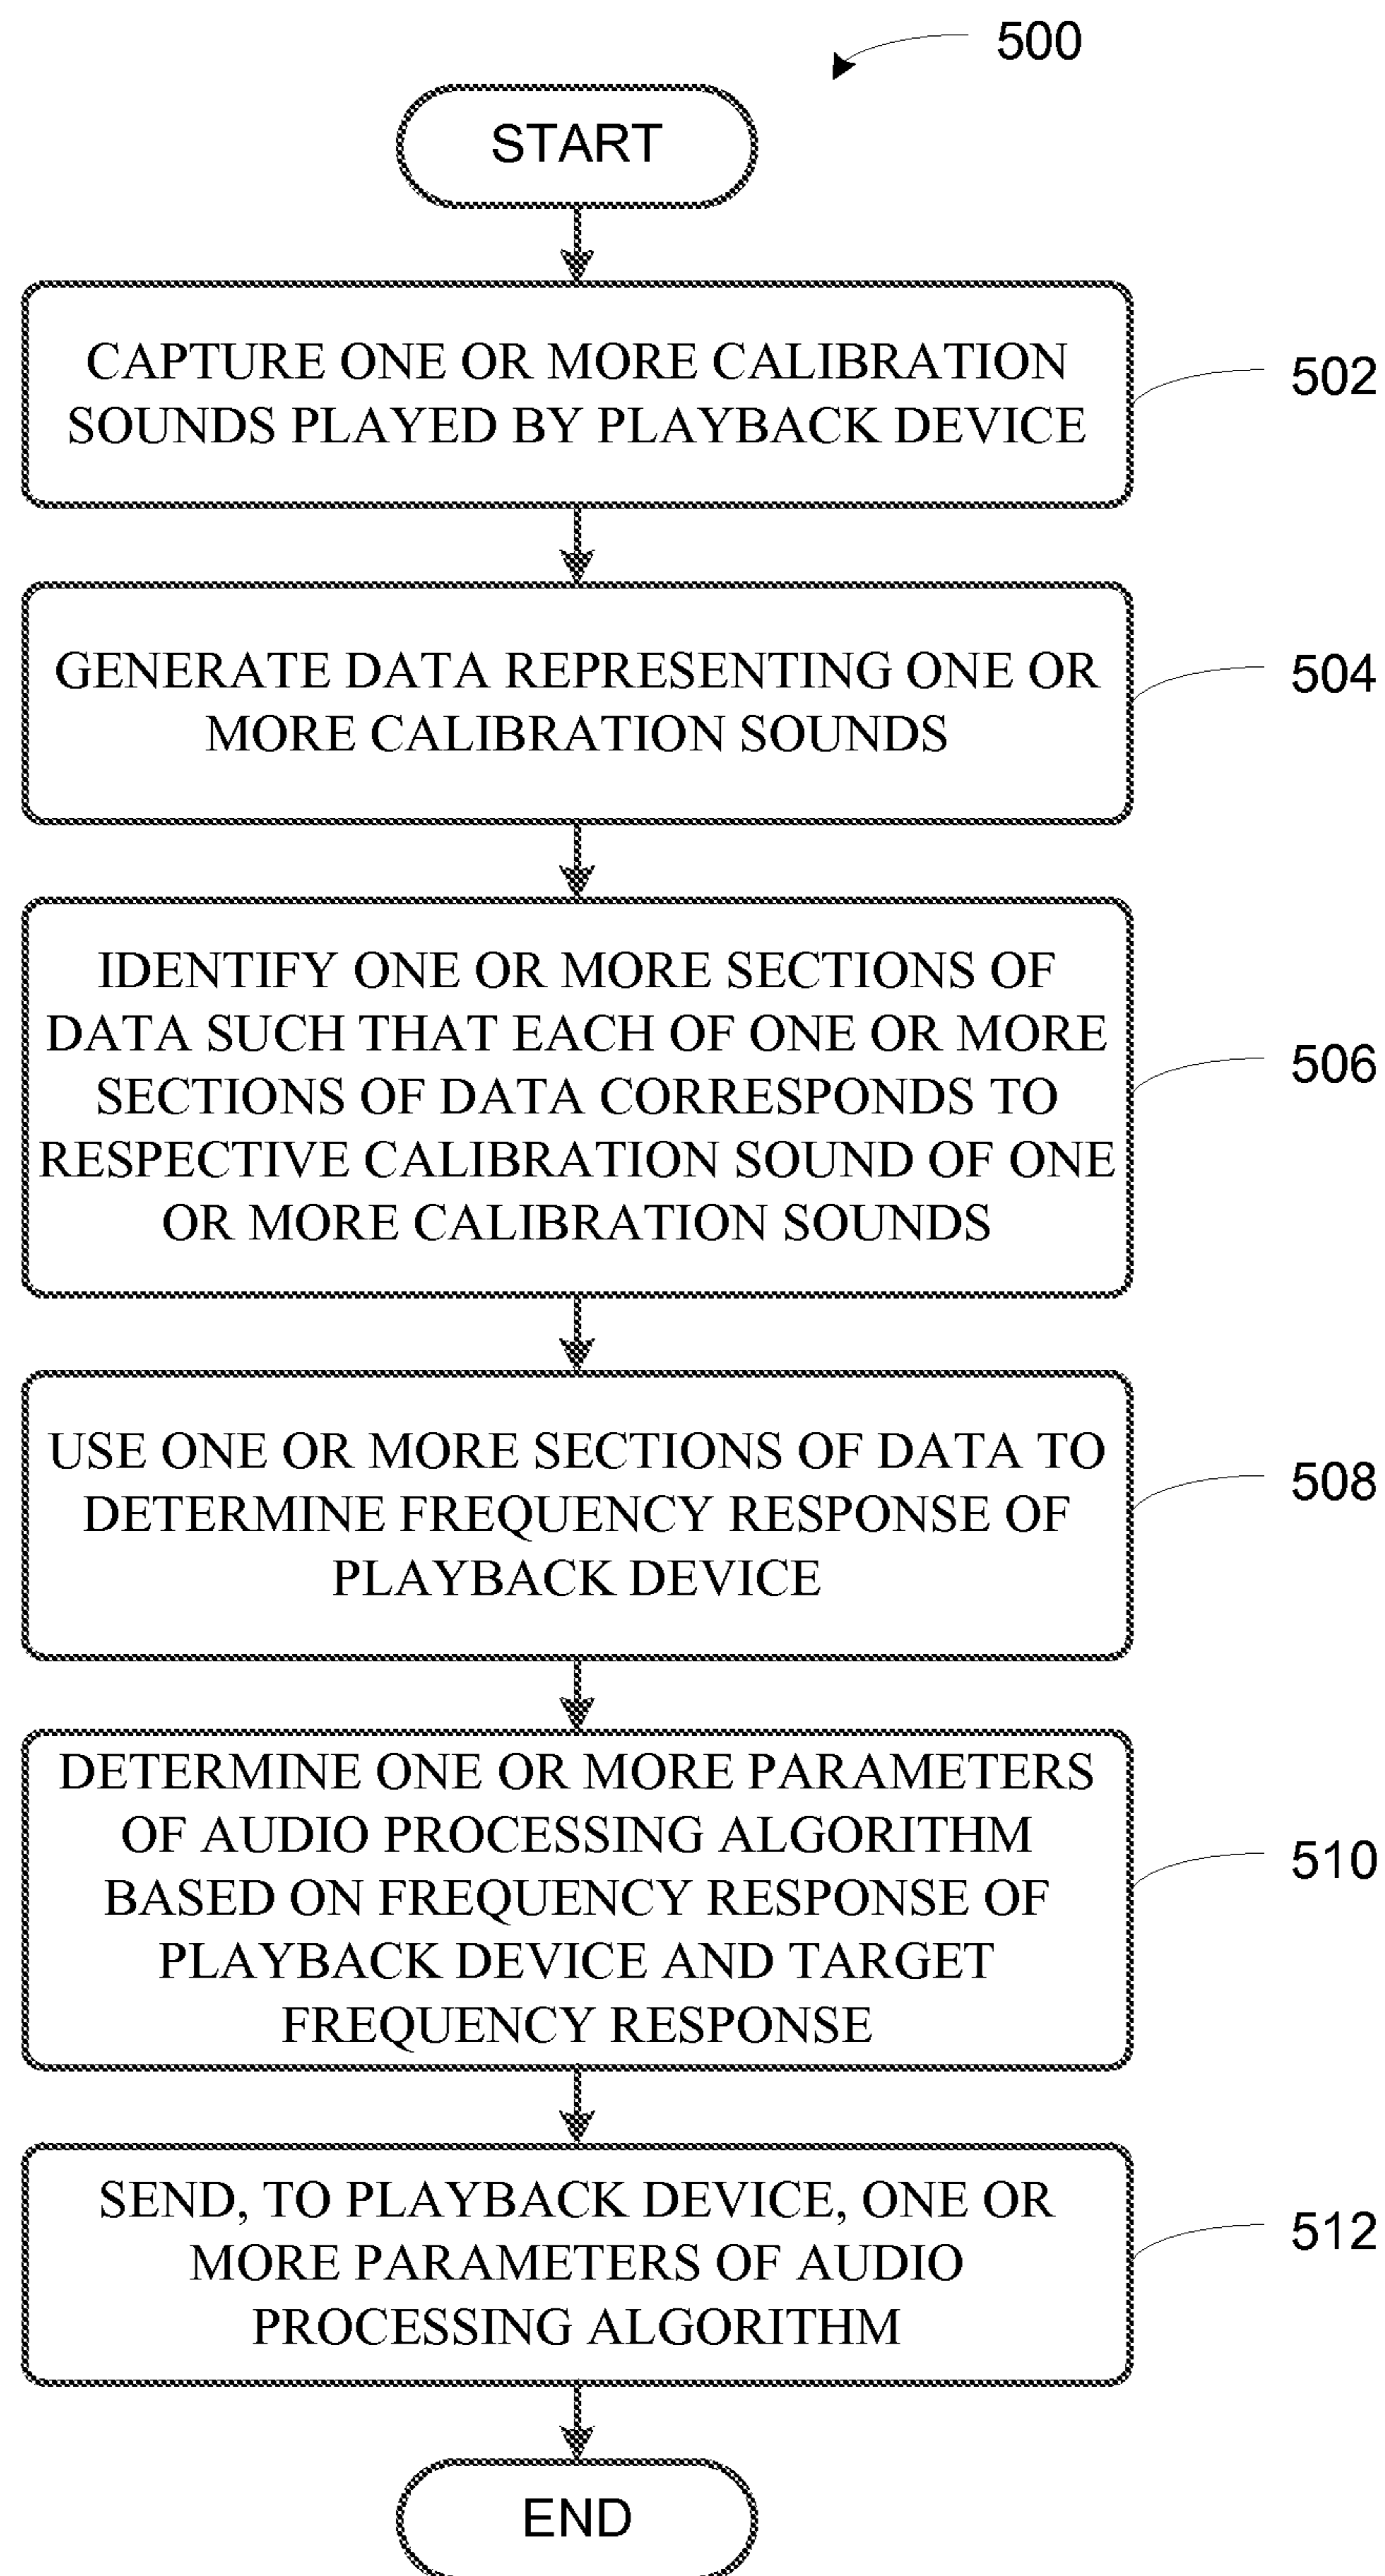 500
START
CAPTURE ONE OR MORE CALIBRATION
SOUNDS PLAYED BY PLAYBACK DEVICE
502
GENERATE DATA REPRESENTING ONE OR
MORE CALIBRATION SOUNDS
504
IDENTIFY ONE OR MORE SECTIONS OF
DATA SUCH THAT EACH OF ONE OR MORE
SECTIONS OF DATA CORRESPONDS TO
RESPECTIVE CALIBRATION SOUND OF ONE
OR MORE CALIBRATION SOUNDS
506
USE ONE OR MORE SECTIONS OF DATA TO
DETERMINE FREQUENCY RESPONSE OF
PLAYBACK DEVICE
508
DETERMINE ONE OR MORE PARAMETERS
OF AUDIO PROCESSING ALGORITHM
BASED ON FREQUENCY RESPONSE OF
PLAYBACK DEVICE AND TARGET
FREQUENCY RESPONSE
510
SEND, TO PLAYBACK DEVICE, ONE OR
MORE PARAMETERS OF AUDIO
PROCESSING ALGORITHM
512
END